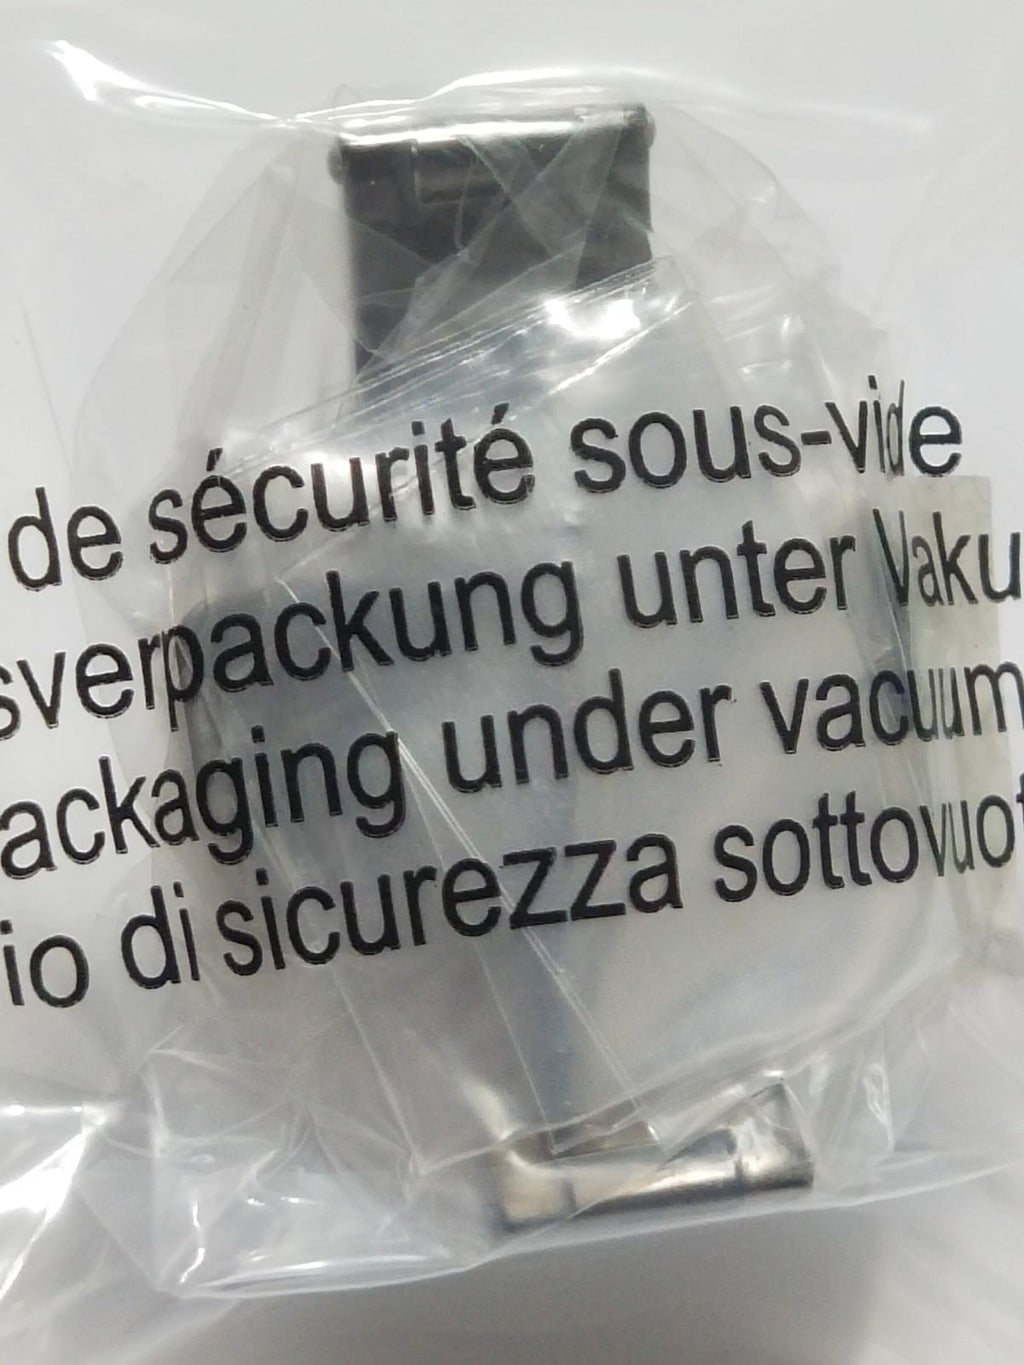 de sécurité sous-vide
sverpackung unter Vaku
ackaging under vacuum
io di sicurezza sottovuot